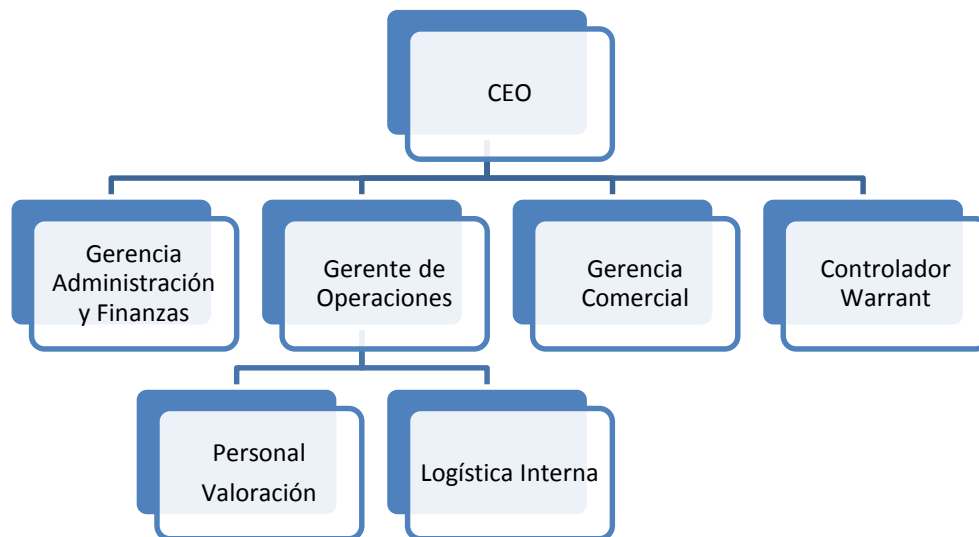 CEO
Gerencia
Administración
y Finanzas
Gerente de
Operaciones
Gerencia
Comercial
Controlador
Warrant
Personal
Valoración
Logística Interna